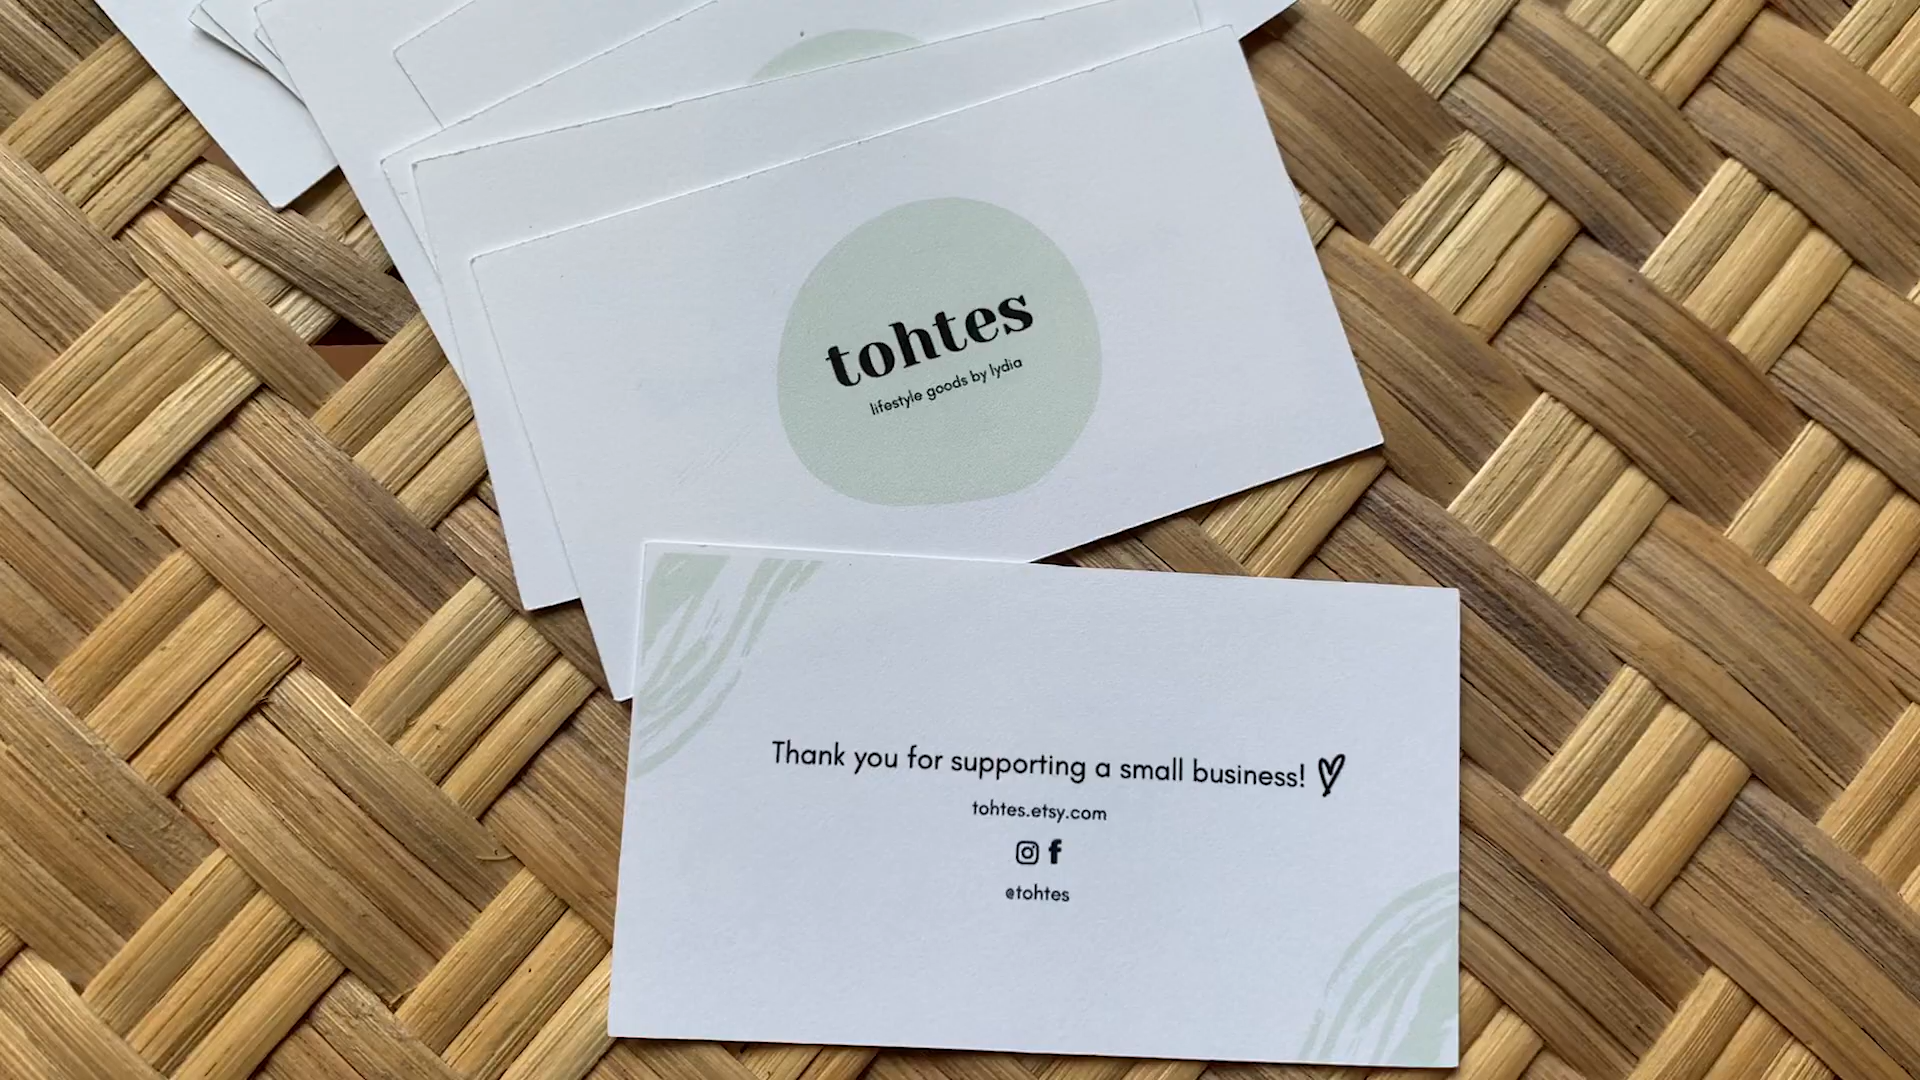 tohtes
lifestyle goods by lydia
Thank you for supporting a small business!
tohtes.etsy.com
@tohtes